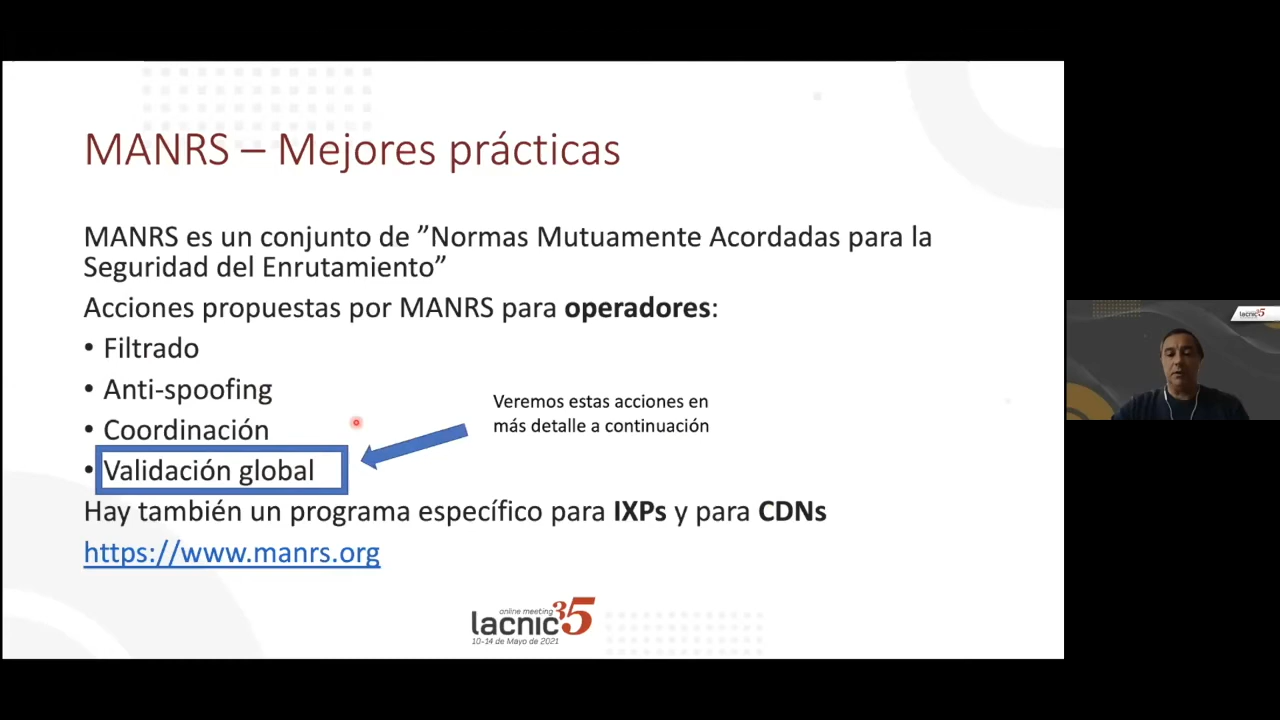 MANRS – Mejores prácticas
MANRS es un conjunto de ”Normas Mutuamente Acordadas para la
Seguridad del Enrutamiento”
Acciones propuestas por MANRS para operadores:
• Filtrado
• Anti-spoofing
• Coordinación
• Validación global
Veremos estas acciones en
más detalle a continuación
Hay también un programa específico para IXPs y para CDNs
https://www.manrs.org
online meeting
lacnic35
10-14 de Mayo de 2021
lacnic35